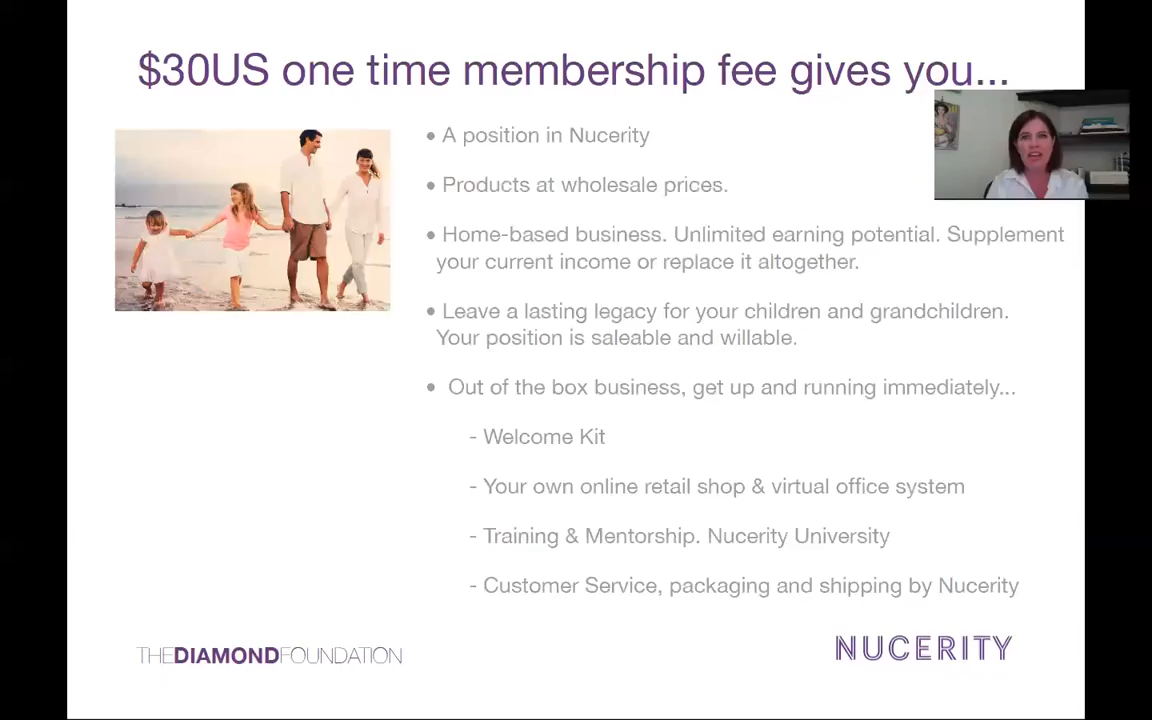 $30US one time membership fee gives you...
• A position in Nucerity
• Products at wholesale prices.
• Home-based business. Unlimited earning potential. Supplement
your current income or replace it altogether.
• Leave a lasting legacy for your children and grandchildren.
Your position is saleable and willable.
• Out of the box business, get up and running immediately...
- Welcome Kit
- Your own online retail shop & virtual office system
- Training & Mentorship. Nucerity University
- Customer Service, packaging and shipping by Nucerity
THEDIAMONDFOUNDATION
NUCERITY